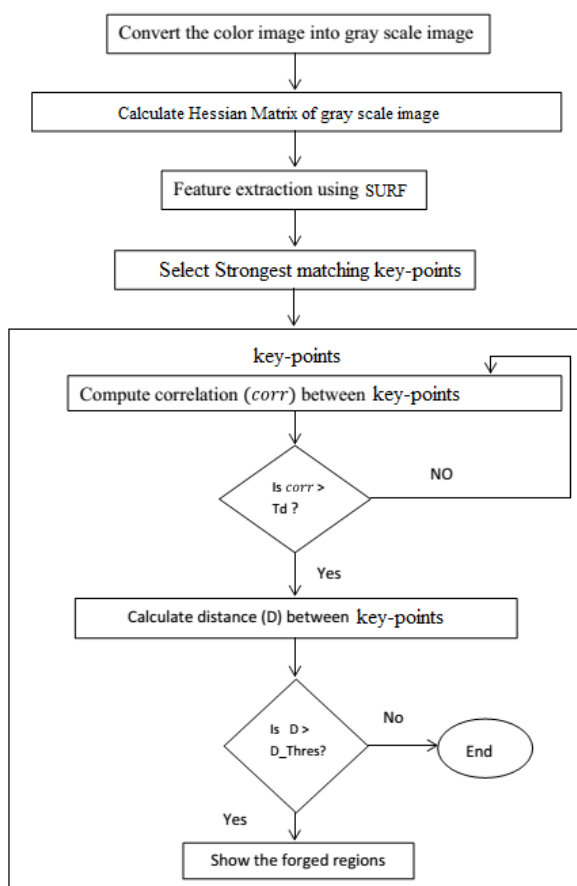 Convert the color image into gray scale image
Calculate Hessian Matrix of gray scale image
Feature extraction using SURF
Select Strongest matching key-points
key-points
Compute correlation (corr) between key-points
Is corr >
Td ?
NO
Yes
Calculate distance (D) between key-points
Is D >
D_Thres?
No
End
Yes
Show the forged regions